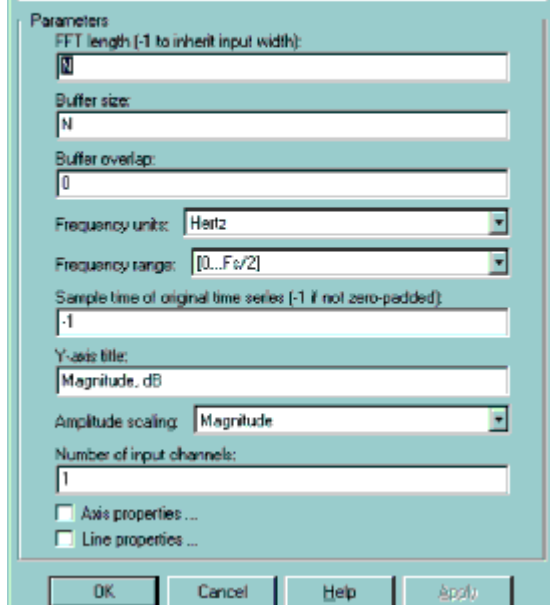 Parameters
FFT length (-1 to inherit input width):
N
Buffer size:
N
Buffer overlap:
0
Frequency units: Hertz
Frequency range: [0...Fs/2]
Sample time of original time series (-1 if not zero-padded):
-1
Y-axis title:
Magnitude, dB
Amplitude scaling: Magnitude
Number of input channels:
1
Axis properties ...
Line properties ...
OK Cancel Help Apply